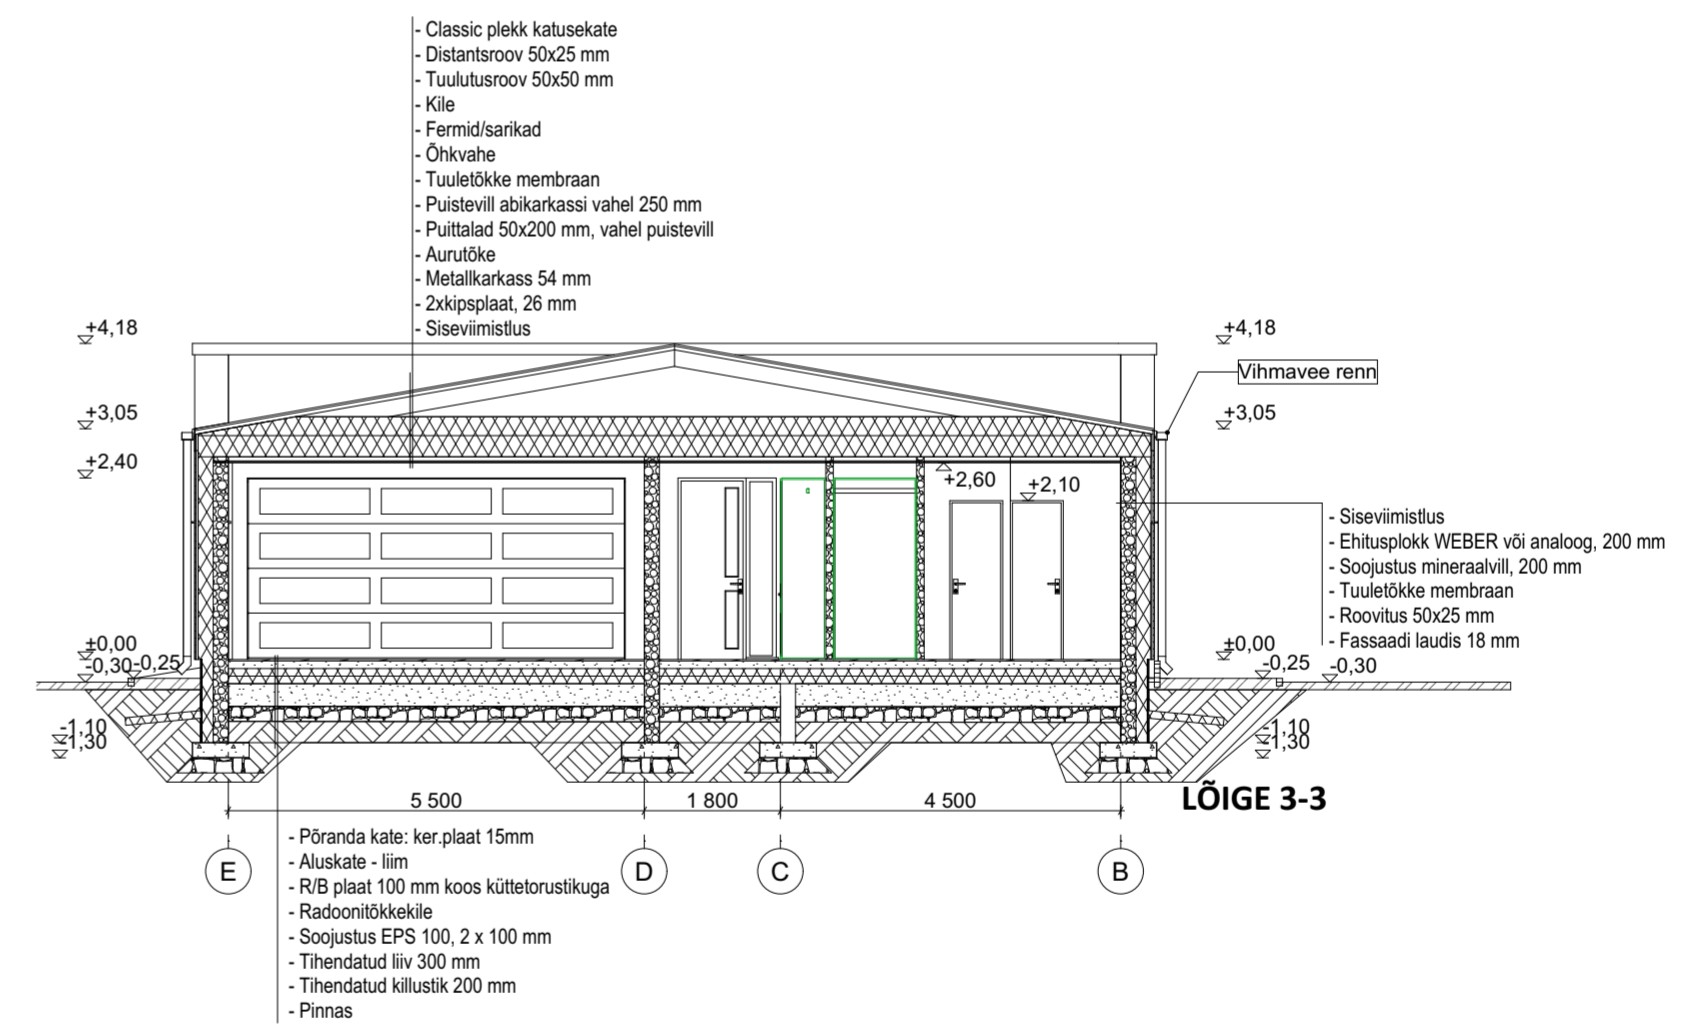 - Classic plekk katusekate
- Distantsroov 50x25 mm
- Tuulutusroov 50x50 mm
- Kile
- Fermid/sarikad
- Õhkvahe
- Tuuletõkke membraan
- Puistevill abikarkassi vahel 250 mm
- Puittalad 50x200 mm, vahel puistevill
- Aurutõke
- Metallkarkass 54 mm
- 2xkipsplaat, 26 mm
- Siseviimistlus
+4,18
+4,18
Vihmavee renn
+3,05
+3,05
+2,40
+2,60
+2,10
- Siseviimistlus
- Ehitusplokk WEBER või analoog, 200 mm
- Soojustus mineraalvill, 200 mm
- Tuuletõkke membraan
- Roovitus 50x25 mm
- Fassaadi laudis 18 mm
±0,00
±0,00
-0,30 -0,25
-0,25 -0,30
-1,10
-1,10
-1,30
-1,30
5 500 1 800 4 500
LÕIGE 3-3
E D C B
- Põranda kate: ker.plaat 15mm
- Aluskate - liim
- R/B plaat 100 mm koos küttetorustikuga
- Radoonitõkkekile
- Soojustus EPS 100, 2 x 100 mm
- Tihendatud liiv 300 mm
- Tihendatud killustik 200 mm
- Pinnas